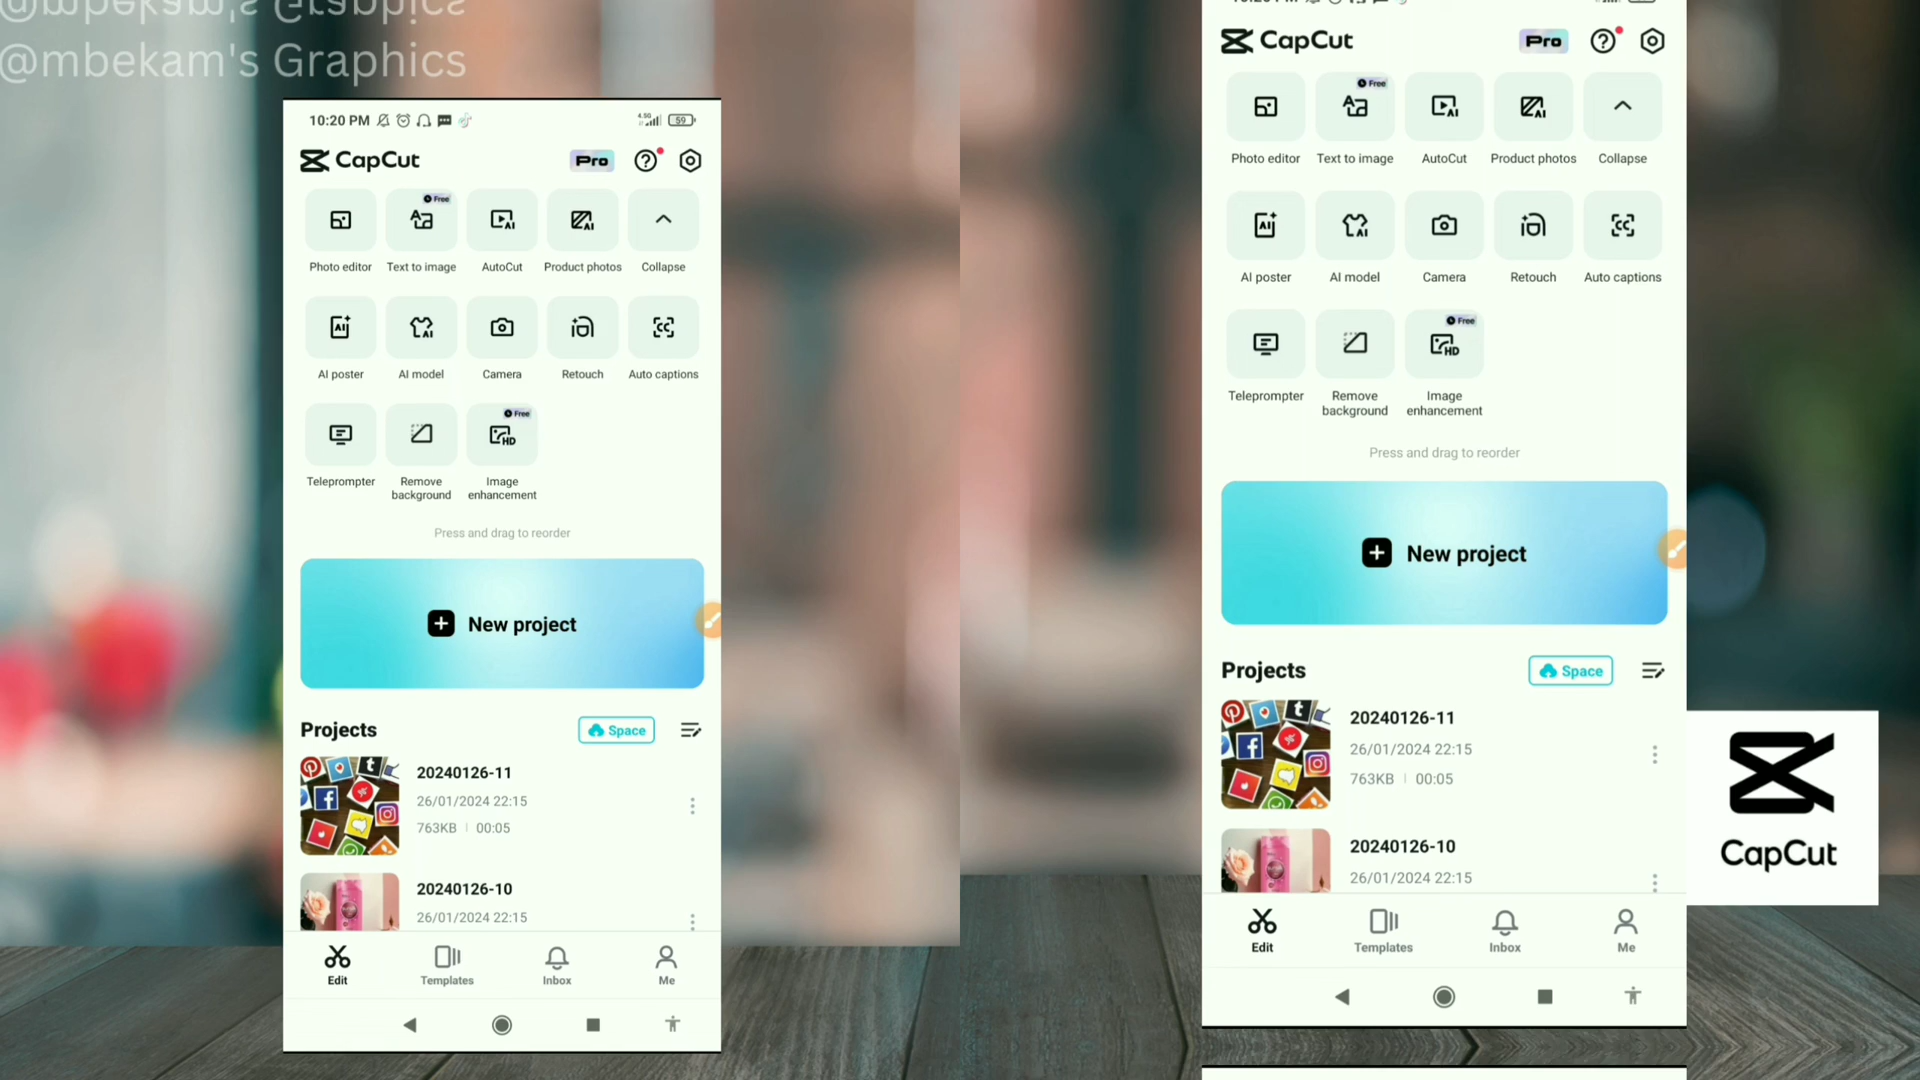 @mbekam's Graphics
@mbekam's Graphics
10:20 PM
4.5G
59
CapCut
Pro
Free
Photo editor
Text to image
AutoCut
Product photos
Collapse
AI poster
AI model
Camera
Retouch
Auto captions
Free
Teleprompter
Remove background
Image enhancement
Press and drag to reorder
New project
Projects
Space
20240126-11
26/01/2024 22:15
763KB | 00:05
20240126-10
26/01/2024 22:15
Edit
Templates
Inbox
Me
CapCut
Pro
Free
Photo editor
Text to image
AutoCut
Product photos
Collapse
AI poster
AI model
Camera
Retouch
Auto captions
Free
Teleprompter
Remove background
Image enhancement
Press and drag to reorder
New project
Projects
Space
20240126-11
26/01/2024 22:15
763KB | 00:05
20240126-10
26/01/2024 22:15
Edit
Templates
Inbox
Me
CapCut